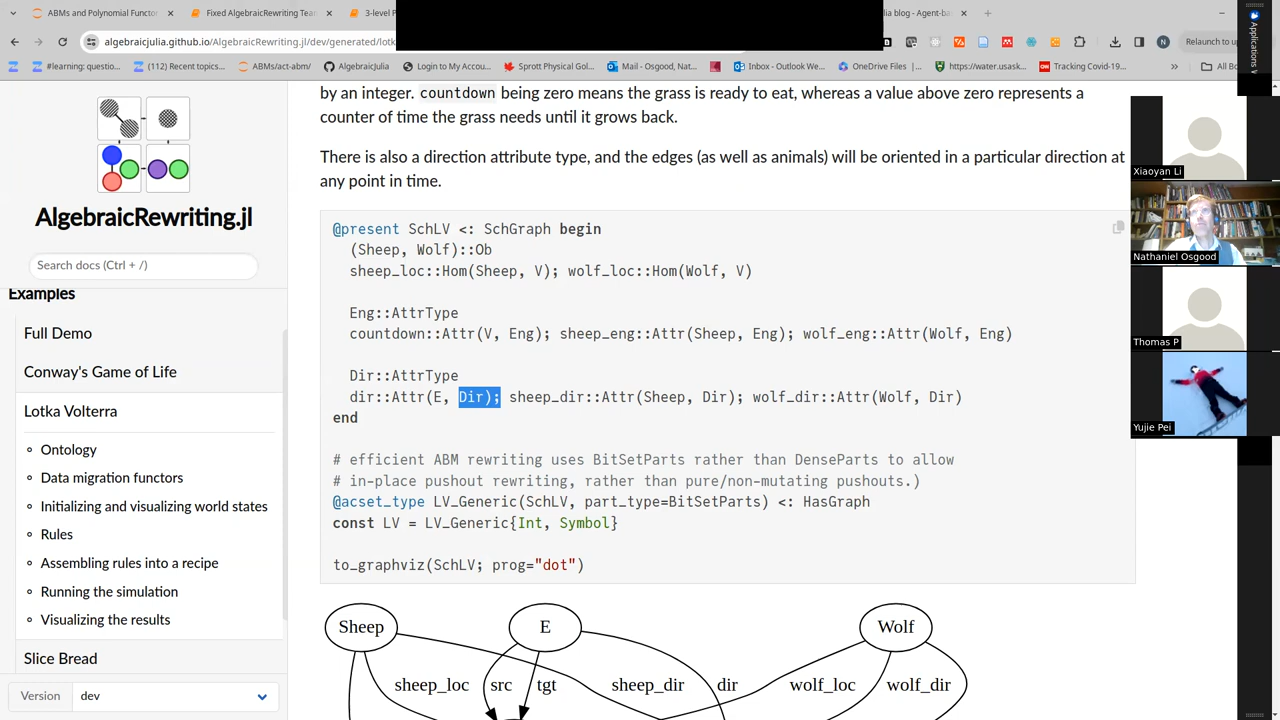 ABMs and Polynomial Functor
Fixed AlgebraicRewriting Tean
3-level P
lia blog - Agent-ba
algebraicjulia.github.io/AlgebraicRewriting.jl/dev/generated/lotk
N
Relaunch to u
#learning: questio...
(112) Recent topics...
ABMs/act-abm/
AlgebraicJulia
Login to My Accou...
Sprott Physical Gol...
Mail - Osgood, Nat...
Inbox - Outlook We...
OneDrive Files |...
https://water.usask...
Tracking Covid-19...
All Bo
Applications
AlgebraicRewriting.jl
Search docs (Ctrl + /)
Examples
Full Demo
Conway's Game of Life
Lotka Volterra
Ontology
Data migration functors
Initializing and visualizing world states
Rules
Assembling rules into a recipe
Running the simulation
Visualizing the results
Slice Bread
Version
dev
by an integer. countdown being zero means the grass is ready to eat, whereas a value above zero represents a
counter of time the grass needs until it grows back.
There is also a direction attribute type, and the edges (as well as animals) will be oriented in a particular direction at
any point in time.
@present SchLV <: SchGraph begin
(Sheep, Wolf)::Ob
sheep_loc::Hom(Sheep, V); wolf_loc::Hom(Wolf, V)
Eng::AttrType
countdown::Attr(V, Eng); sheep_eng::Attr(Sheep, Eng); wolf_eng::Attr(Wolf, Eng)
Dir::AttrType
dir::Attr(E, Dir); sheep_dir::Attr(Sheep, Dir); wolf_dir::Attr(Wolf, Dir)
end
# efficient ABM rewriting uses BitSetParts rather than DenseParts to allow
# in-place pushout rewriting, rather than pure/non-mutating pushouts.)
@acset_type LV_Generic(SchLV, part_type=BitSetParts) <: HasGraph
const LV = LV_Generic{Int, Symbol}
to_graphviz(SchLV; prog="dot")
Sheep
E
Wolf
sheep_loc
src
tgt
sheep_dir
dir
wolf_loc
wolf_dir
Xiaoyan Li
Nathaniel Osgood
Thomas P
Yujie Pei